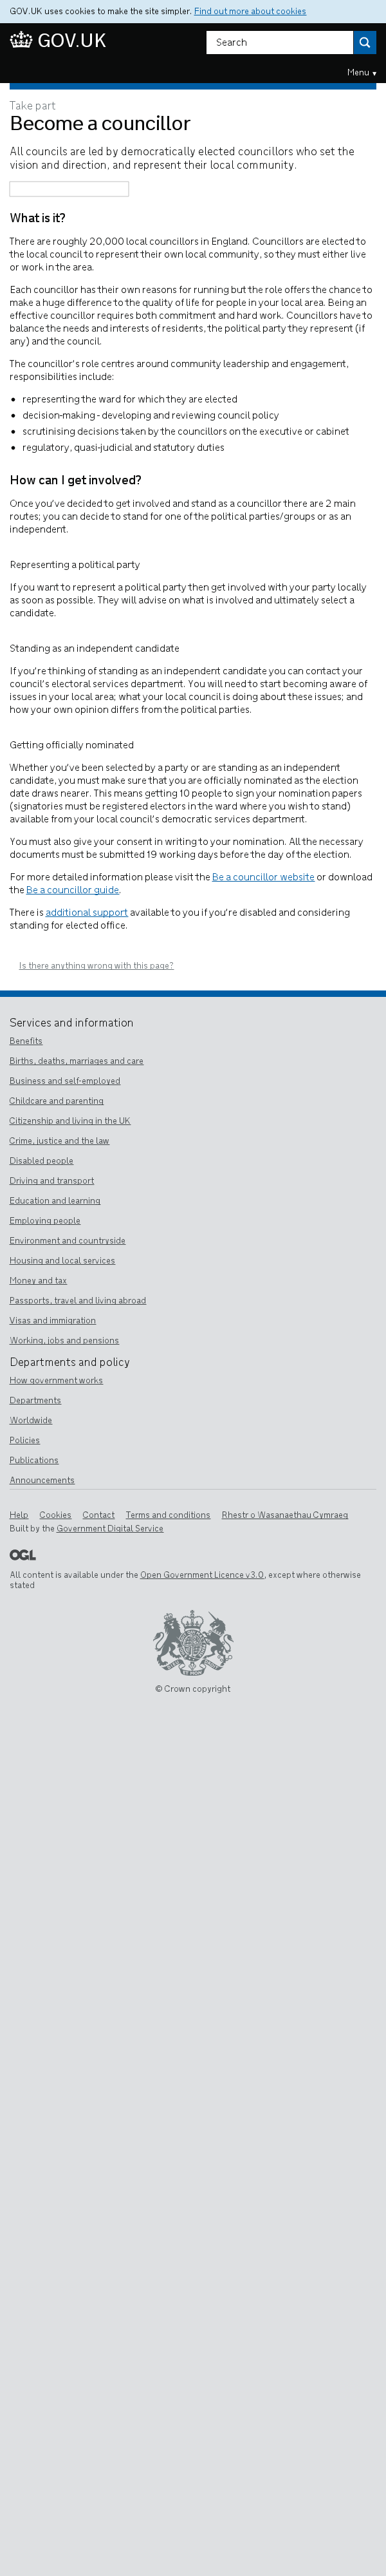 GOV.UK uses cookies to make the site simpler. Find out more about cookies
GOV.UK
Search
Menu ▾
Take part
Become a councillor
All councils are led by democratically elected councillors who set the
vision and direction, and represent their local community.
What is it?
There are roughly 20,000 local councillors in England. Councillors are elected to
the local council to represent their own local community, so they must either live
or work in the area.
Each councillor has their own reasons for running but the role offers the chance to
make a huge difference to the quality of life for people in your local area. Being an
effective councillor requires both commitment and hard work. Councillors have to
balance the needs and interests of residents, the political party they represent (if
any) and the council.
The councillor's role centres around community leadership and engagement,
responsibilities include:
• representing the ward for which they are elected
• decision-making - developing and reviewing council policy
• scrutinising decisions taken by the councillors on the executive or cabinet
• regulatory, quasi-judicial and statutory duties
How can I get involved?
Once you've decided to get involved and stand as a councillor there are 2 main
routes; you can decide to stand for one of the political parties/groups or as an
independent.
Representing a political party
If you want to represent a political party then get involved with your party locally
as soon as possible. They will advise on what is involved and ultimately select a
candidate.
Standing as an independent candidate
If you're thinking of standing as an independent candidate you can contact your
council's electoral services department. You will need to start becoming aware of
issues in your local area; what your local council is doing about these issues; and
how your own opinion differs from the political parties.
Getting officially nominated
Whether you've been selected by a party or are standing as an independent
candidate, you must make sure that you are officially nominated as the election
date draws nearer. This means getting 10 people to sign your nomination papers
(signatories must be registered electors in the ward where you wish to stand)
available from your local council's democratic services department.
You must also give your consent in writing to your nomination. All the necessary
documents must be submitted 19 working days before the day of the election.
For more detailed information please visit the Be a councillor website or download
the Be a councillor guide.
There is additional support available to you if you're disabled and considering
standing for elected office.
Is there anything wrong with this page?
Services and information
Benefits
Births, deaths, marriages and care
Business and self-employed
Childcare and parenting
Citizenship and living in the UK
Crime, justice and the law
Disabled people
Driving and transport
Education and learning
Employing people
Environment and countryside
Housing and local services
Money and tax
Passports, travel and living abroad
Visas and immigration
Working, jobs and pensions
Departments and policy
How government works
Departments
Worldwide
Policies
Publications
Announcements
Help Cookies Contact Terms and conditions Rhestr o Wasanaethau Cymraeg
Built by the Government Digital Service
OGL
All content is available under the Open Government Licence v3.0, except where otherwise
stated
© Crown copyright